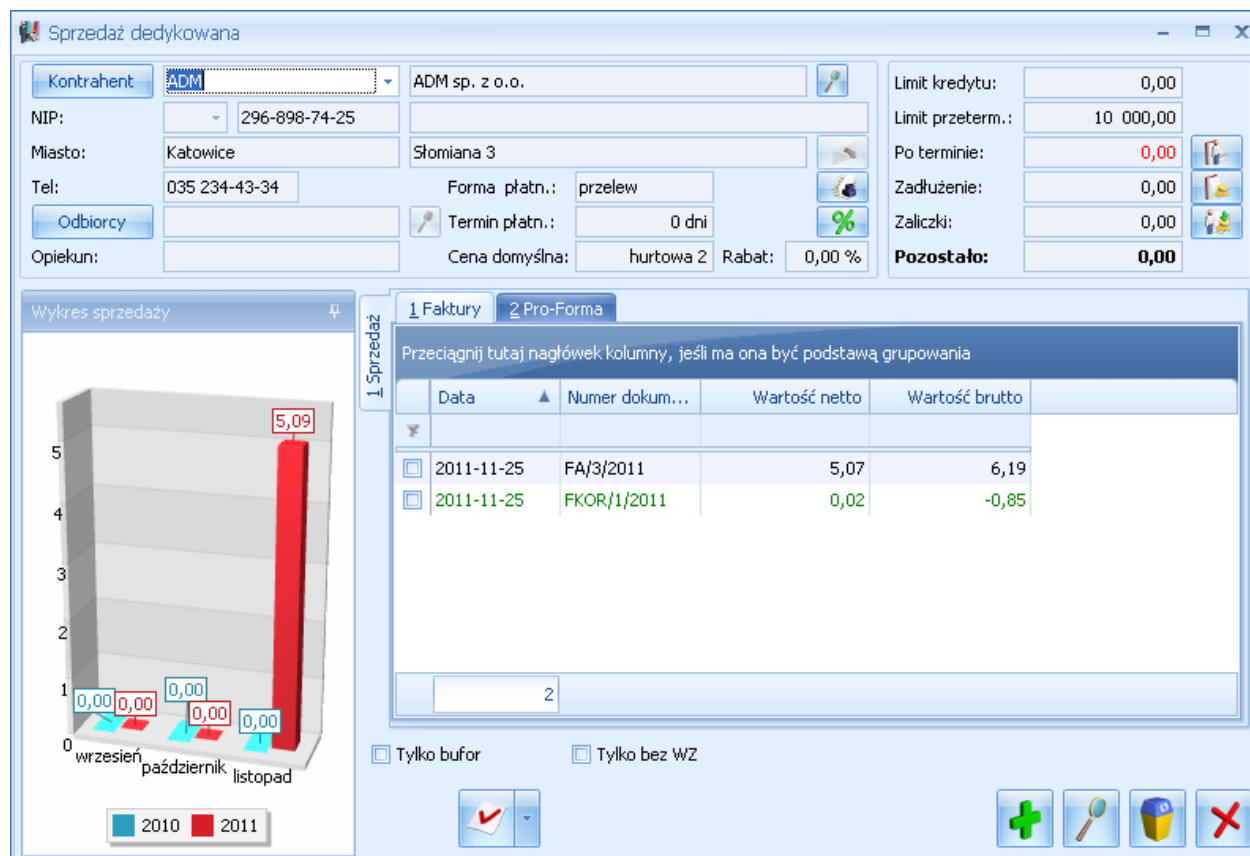 Sprzedaż dedykowana
Kontrahent ADM ADM sp. z o.o.
NIP: 296-898-74-25
Miasto: Katowice Słomiana 3
Tel: 035 234-43-34 Forma płatn.: przelew
Odbiorcy Termin płatn.: 0 dni %
Opiekun: Cena domyślna: hurtowa 2 Rabat: 0,00 %
Limit kredytu: 0,00
Limit przeterm.: 10 000,00
Po terminie: 0,00
Zadłużenie: 0,00
Zaliczki: 0,00
Pozostało: 0,00
Wykres sprzedaży
5,09
5
4
3
2
1
0
0,00 0,00 0,00 0,00 0,00
wrzesień październik listopad
2010 2011
1 Sprzedaż
1 Faktury 2 Pro-Forma
Przeciągnij tutaj nagłówek kolumny, jeśli ma ona być podstawą grupowania
Data Numer dokum... Wartość netto Wartość brutto
2011-11-25 FA/3/2011 5,07 6,19
2011-11-25 FKOR/1/2011 0,02 -0,85
2
Tylko bufor Tylko bez WZ